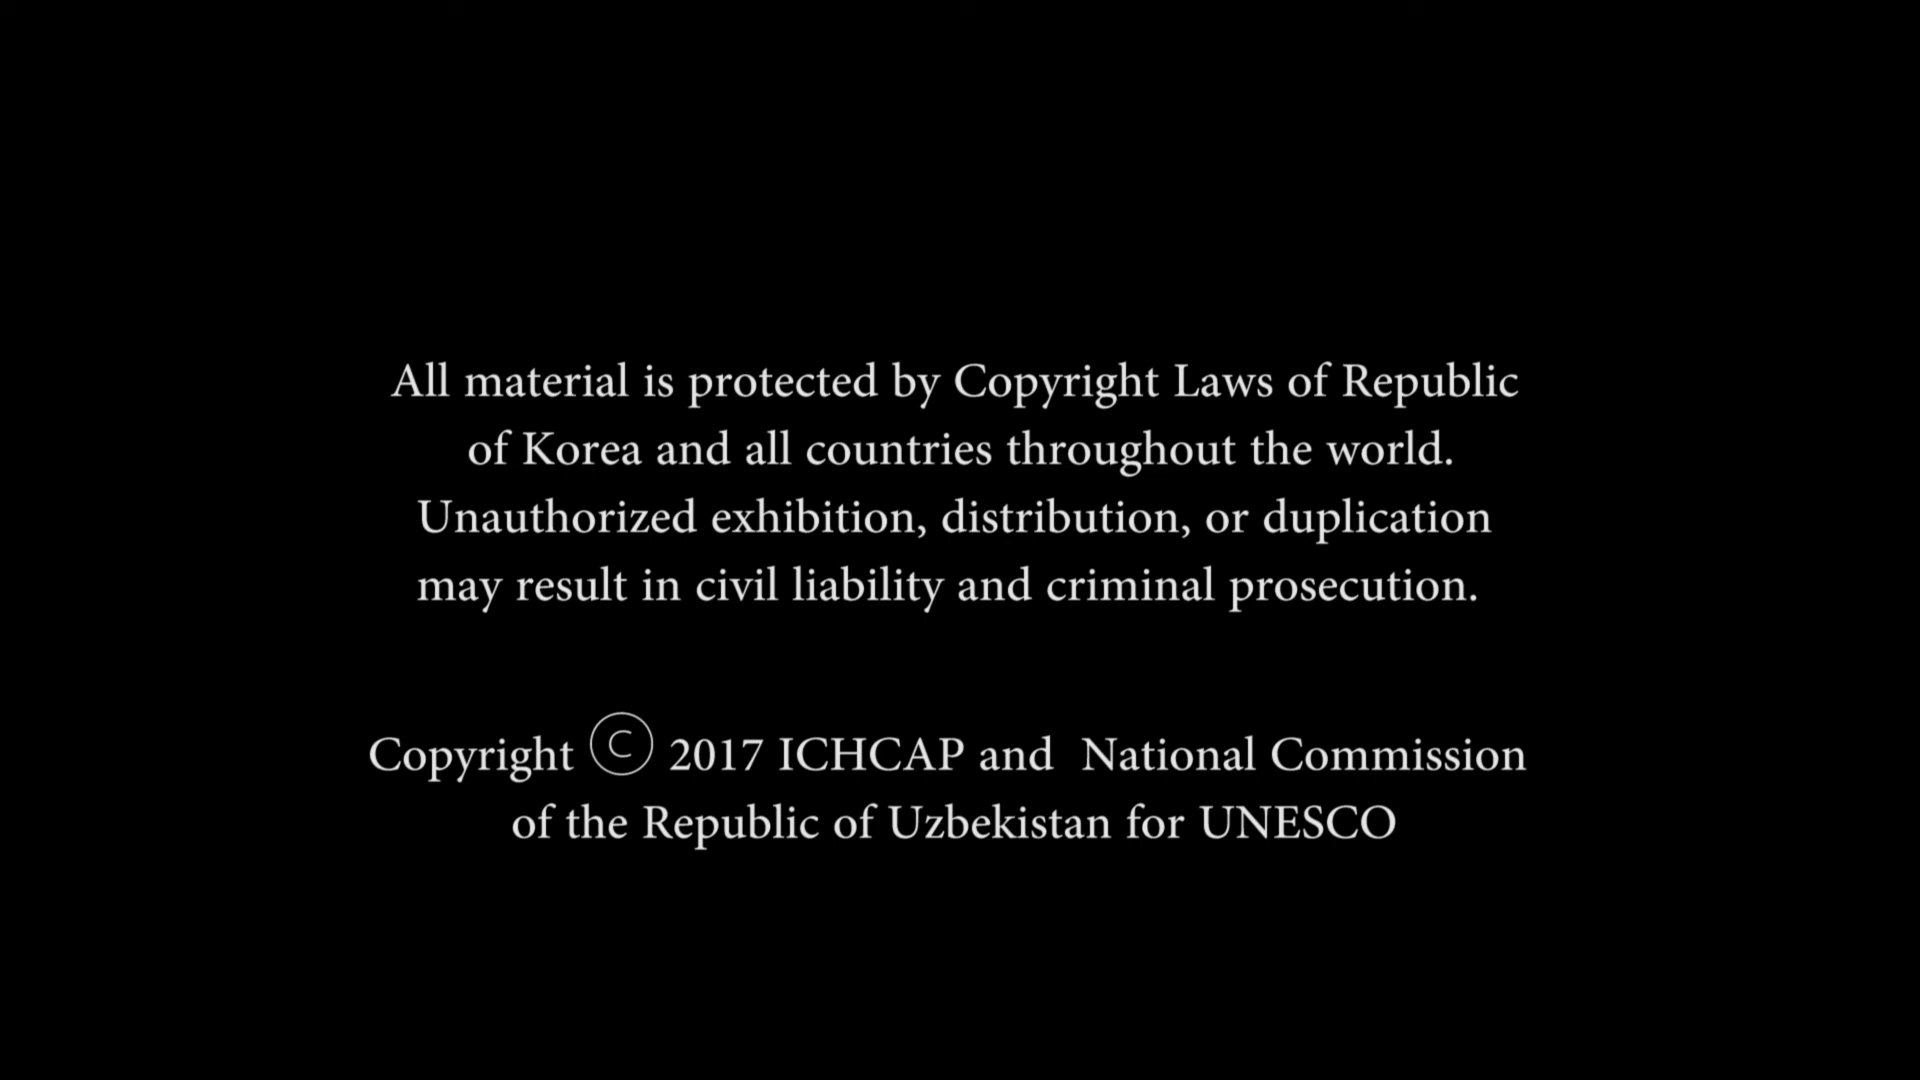 All material is protected by Copyright Laws of Republic
of Korea and all countries throughout the world.
Unauthorized exhibition, distribution, or duplication
may result in civil liability and criminal prosecution.
Copyright © 2017 ICHCAP and National Commission
of the Republic of Uzbekistan for UNESCO